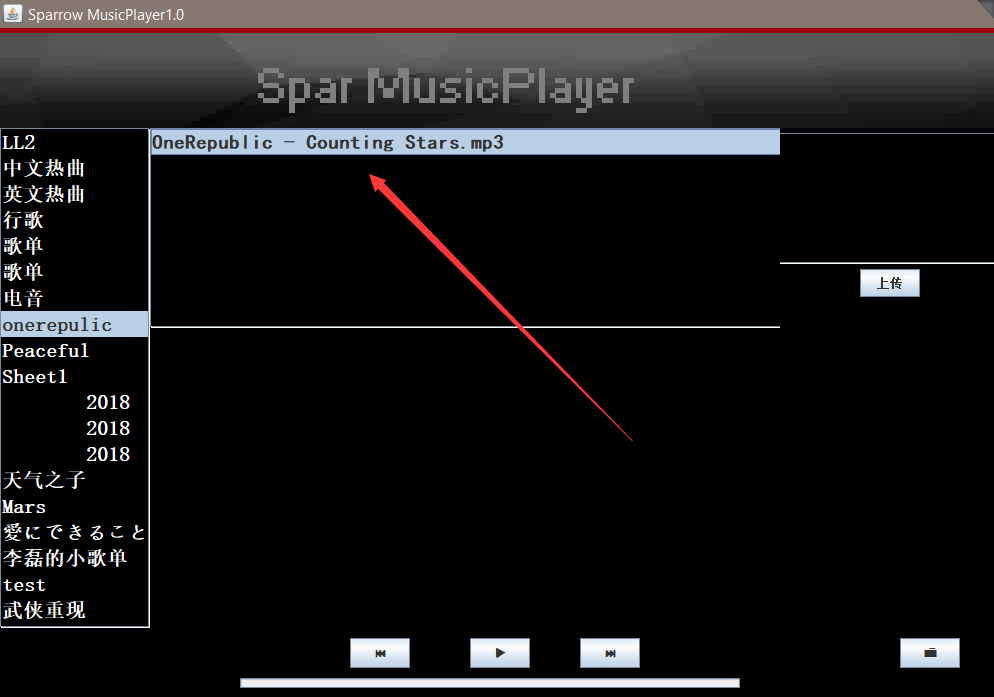 Sparrow MusicPlayer1.0
Spar MusicPlayer
LL2
中文热曲
英文热曲
行歌
歌单
歌单
电音
onerepulic
Peaceful
Sheet1
2018
2018
2018
天气之子
Mars
愛にできること
李磊的小歌单
test
武侠重现
OneRepublic - Counting Stars.mp3
上传